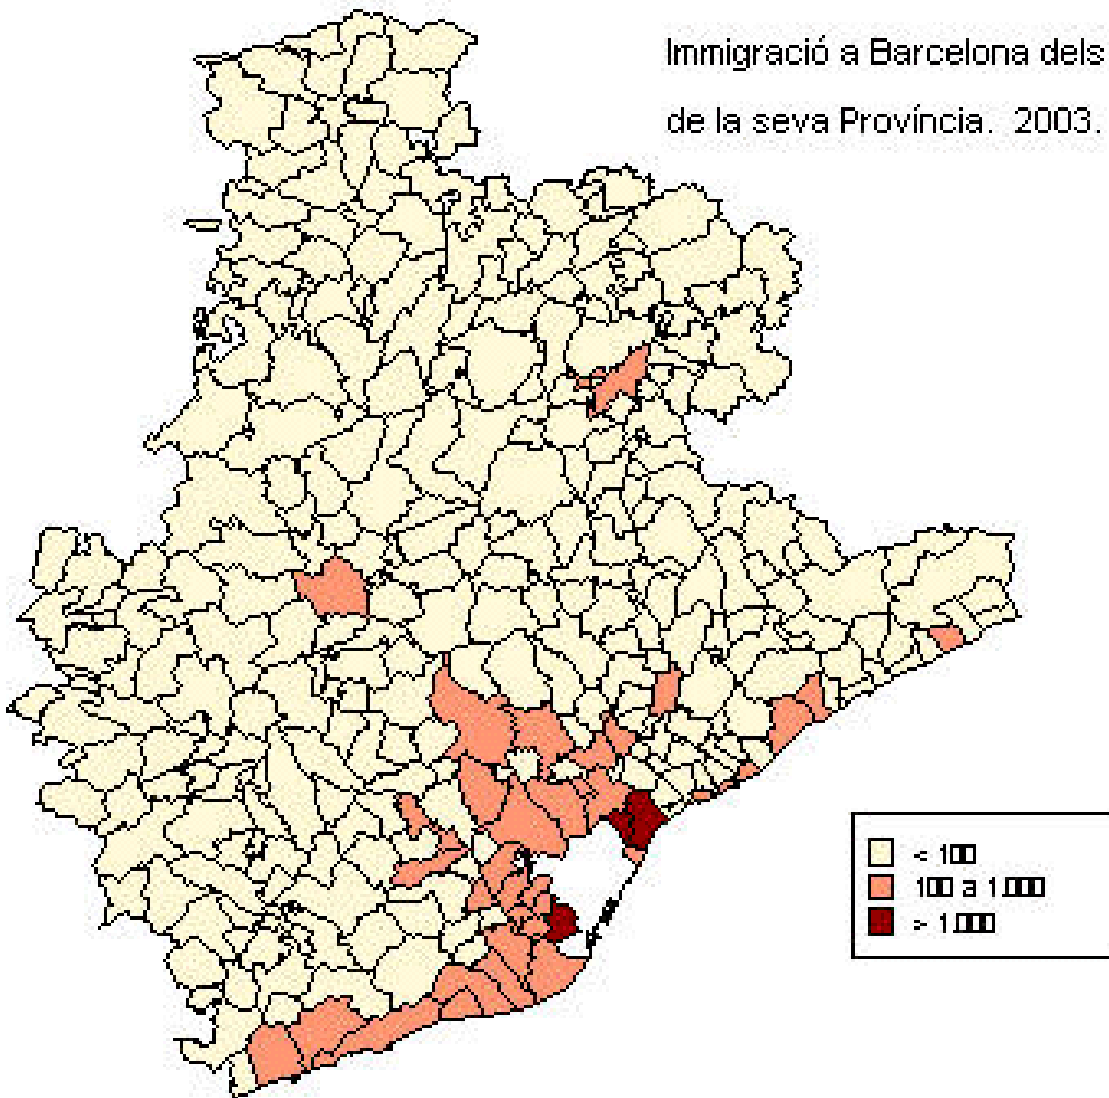 Immigració a Barcelona dels
de la seva Província. 2003.
< 100
100 a 1.000
> 1.000